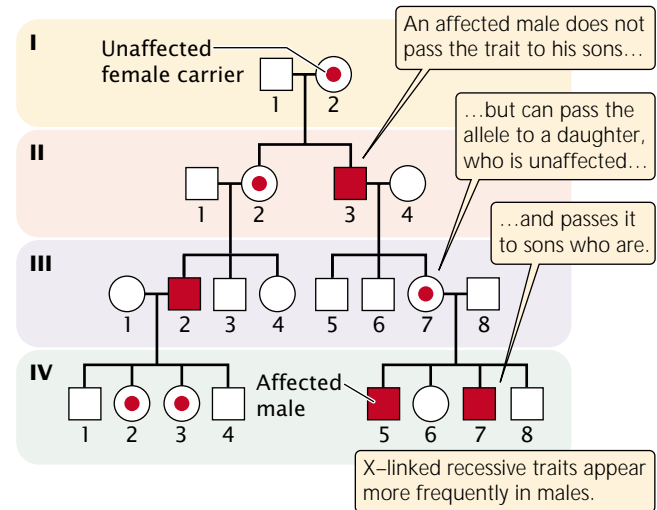 I
Unaffected
female carrier
1 2
An affected male does not
pass the trait to his sons…
II
1 2 3 4
…but can pass the
allele to a daughter,
who is unaffected…
III
1 2 3 4 5 6 7 8
…and passes it
to sons who are.
IV
Affected
male
1 2 3 4 5 6 7 8
X–linked recessive traits appear
more frequently in males.